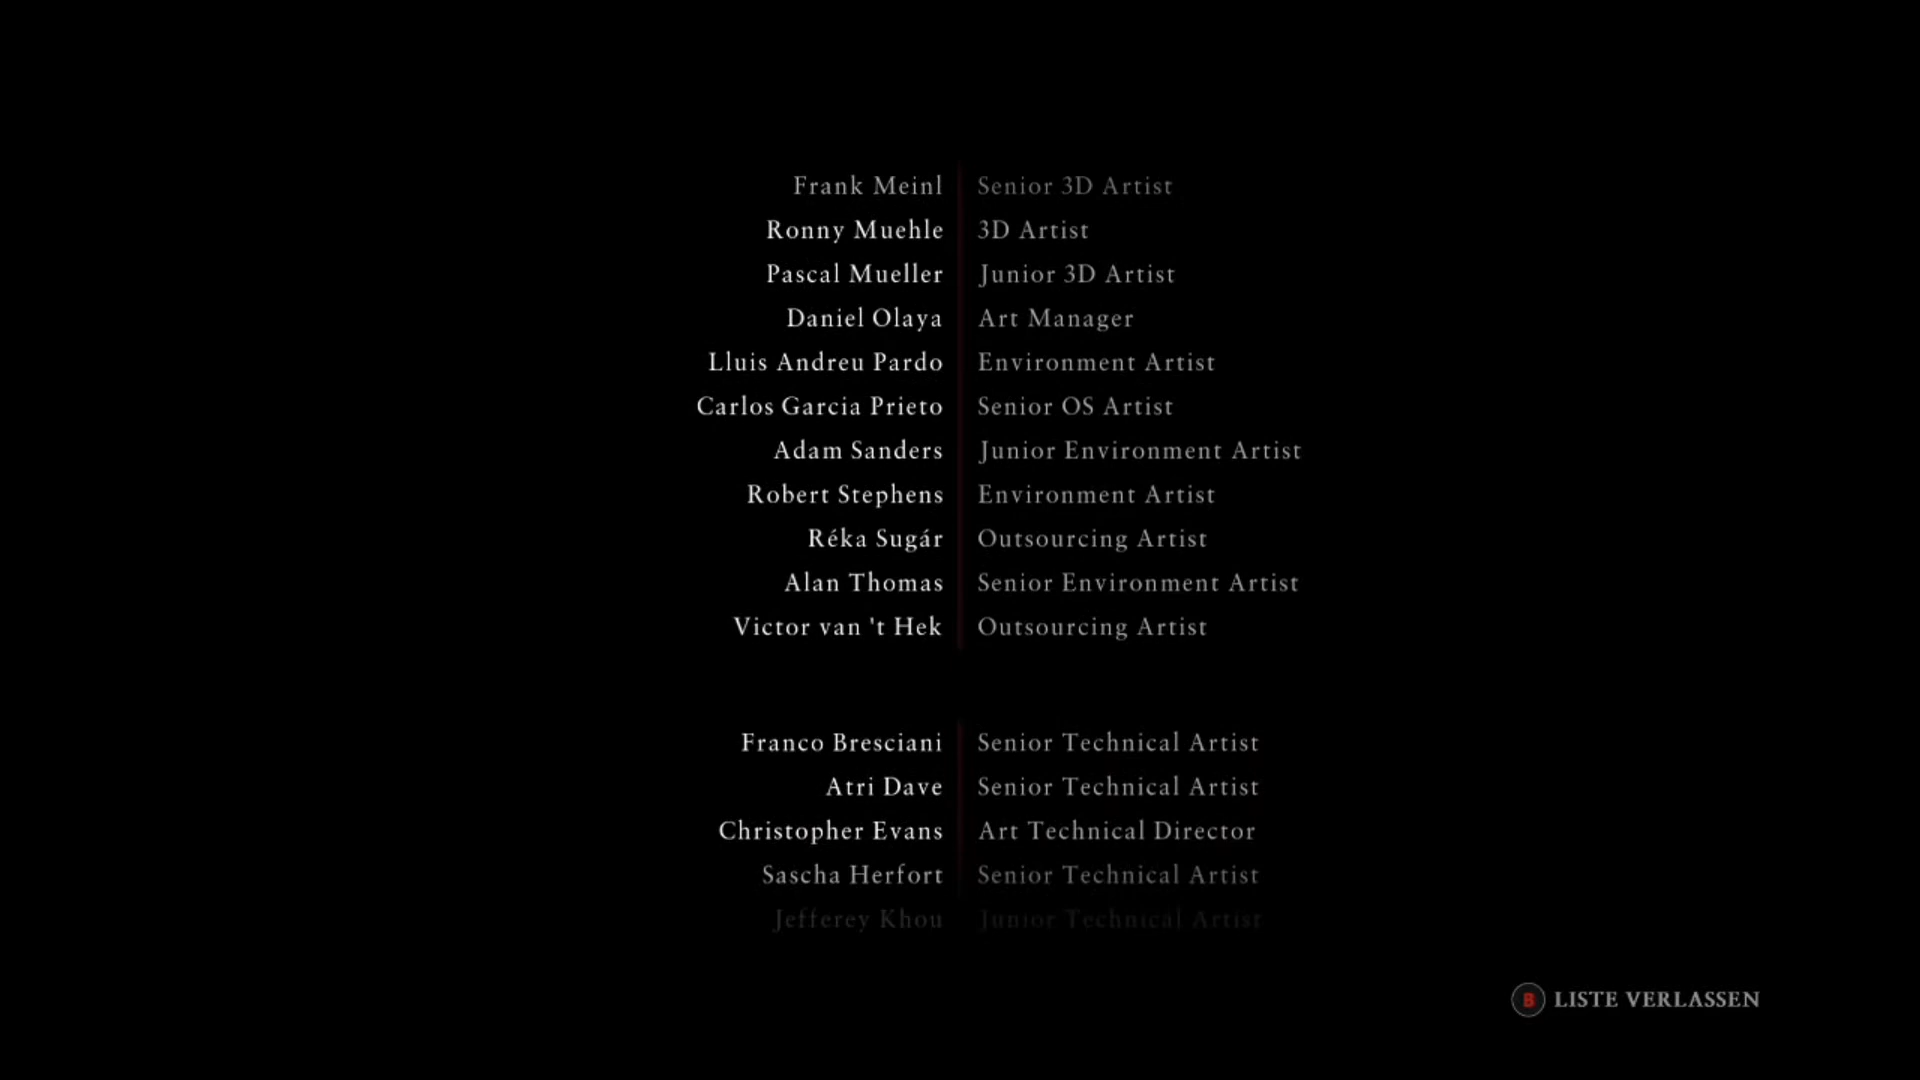 Frank Meinl Senior 3D Artist
Ronny Muehle 3D Artist
Pascal Mueller Junior 3D Artist
Daniel Olaya Art Manager
Lluis Andreu Pardo Environment Artist
Carlos Garcia Prieto Senior OS Artist
Adam Sanders Junior Environment Artist
Robert Stephens Environment Artist
Réka Sugár Outsourcing Artist
Alan Thomas Senior Environment Artist
Victor van 't Hek Outsourcing Artist
Franco Bresciani Senior Technical Artist
Atri Dave Senior Technical Artist
Christopher Evans Art Technical Director
Sascha Herfort Senior Technical Artist
Jefferey Khou Junior Technical Artist
B LISTE VERLASSEN